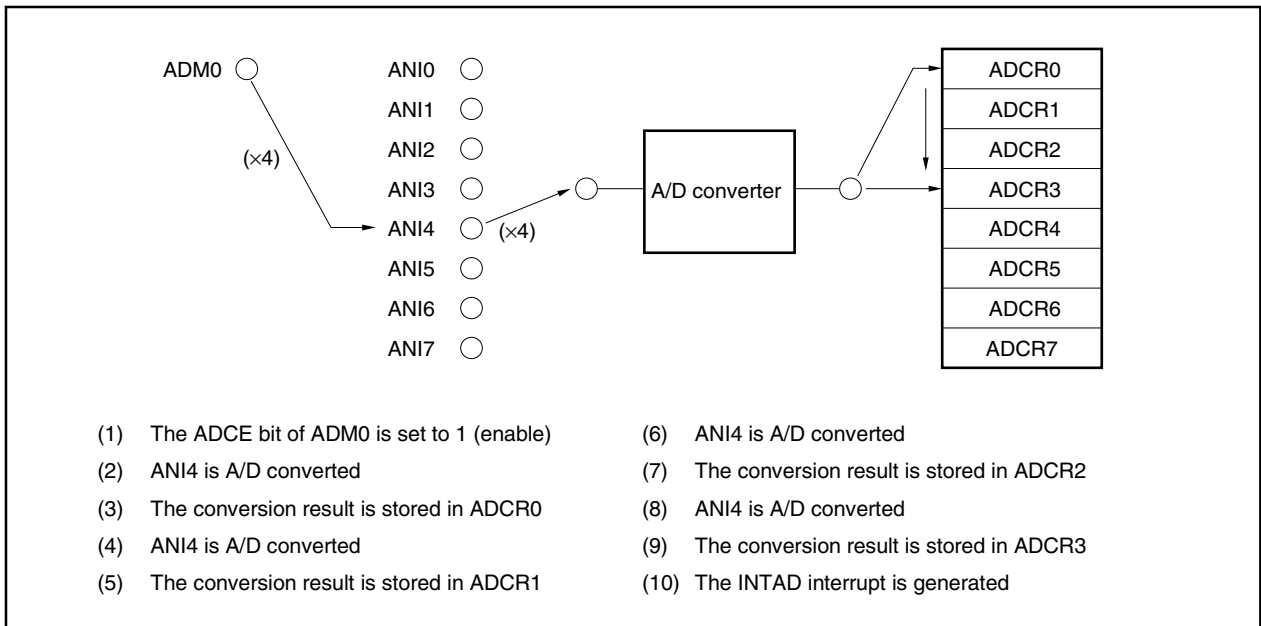 ADM0
ANI0
ANI1
ANI2
ANI3
ANI4
ANI5
ANI6
ANI7
(×4)
(×4)
A/D converter
ADCR0
ADCR1
ADCR2
ADCR3
ADCR4
ADCR5
ADCR6
ADCR7
(1) The ADCE bit of ADM0 is set to 1 (enable)
(2) ANI4 is A/D converted
(3) The conversion result is stored in ADCR0
(4) ANI4 is A/D converted
(5) The conversion result is stored in ADCR1
(6) ANI4 is A/D converted
(7) The conversion result is stored in ADCR2
(8) ANI4 is A/D converted
(9) The conversion result is stored in ADCR3
(10) The INTAD interrupt is generated